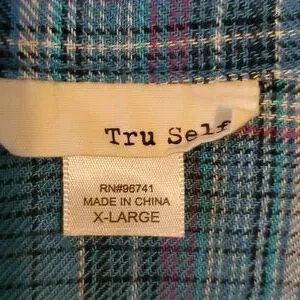 Tru Self
RN#96741
MADE IN CHINA
X-LARGE